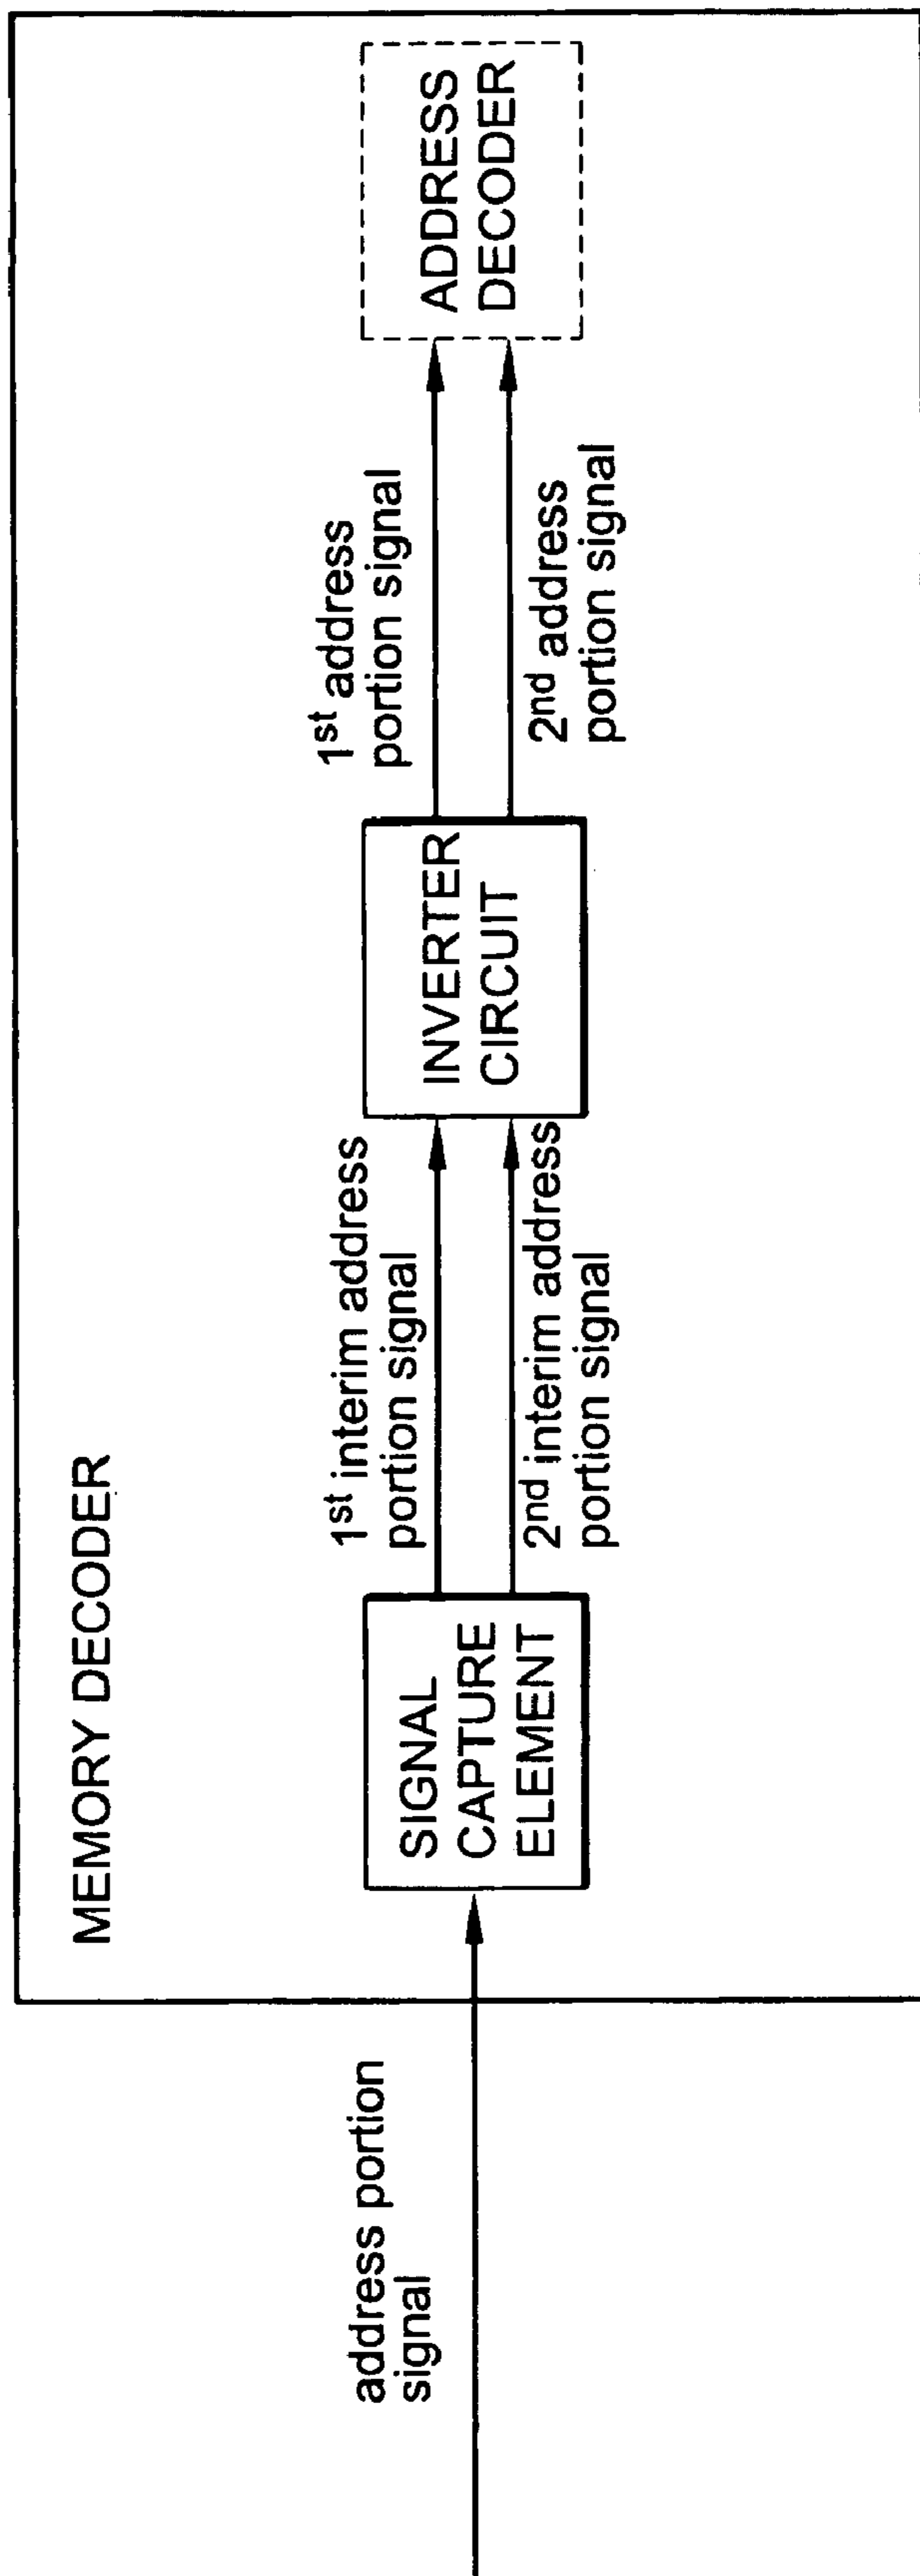 MEMORY DECODER
address portion
signal
SIGNAL
CAPTURE
ELEMENT
1st interim address
portion signal
2nd interim address
portion signal
INVERTER
CIRCUIT
1st address
portion signal
2nd address
portion signal
ADDRESS
DECODER